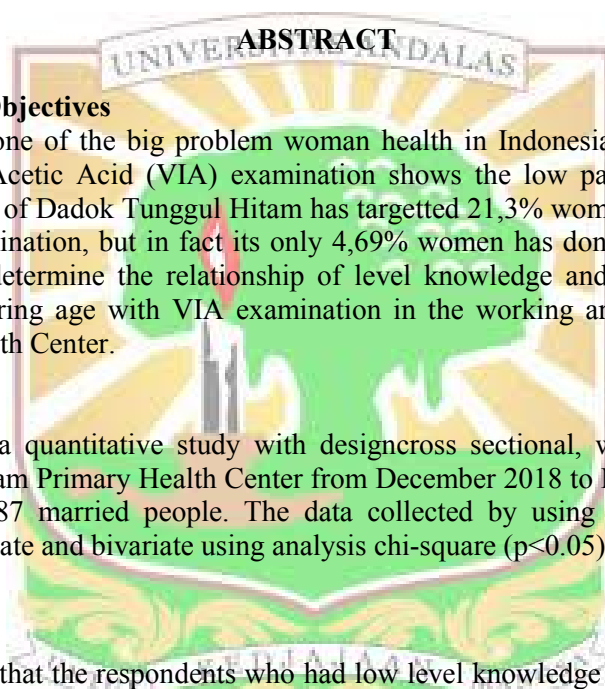 ABSTRACT
UNIVERSITAS ANDALAS
Objectives
one of the big problem woman health in Indonesia
Acetic Acid (VIA) examination shows the low pa
of Dadok Tunggul Hitam has targetted 21,3% wom
ination, but in fact its only 4,69% women has don
determine the relationship of level knowledge and
ring age with VIA examination in the working ar
th Center.
a quantitative study with designcross sectional, w
am Primary Health Center from December 2018 to
87 married people. The data collected by using
ate and bivariate using analysis chi-square (p<0.05)
KEDJAJAAN
that the respondents who had low level knowledge